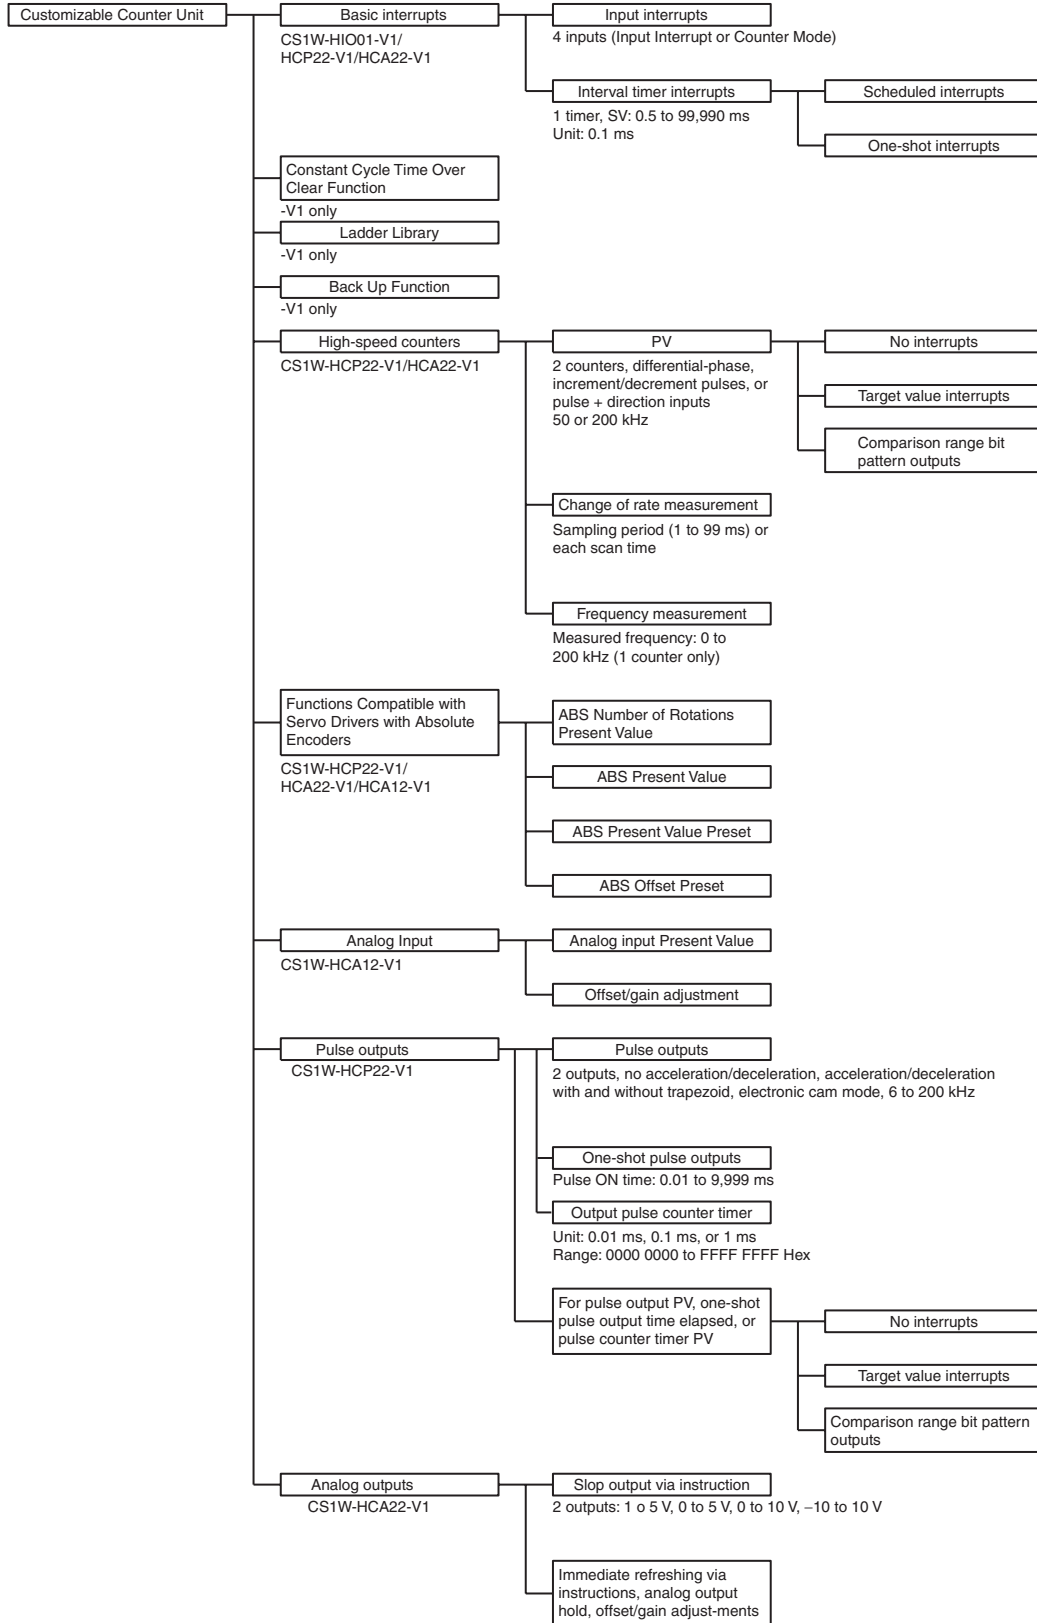 Customizable Counter Unit
Basic interrupts
CS1W-HIO01-V1/
HCP22-V1/HCA22-V1
Input interrupts
4 inputs (Input Interrupt or Counter Mode)
Interval timer interrupts
1 timer, SV: 0.5 to 99,990 ms
Unit: 0.1 ms
Scheduled interrupts
One-shot interrupts
Constant Cycle Time Over
Clear Function
-V1 only
Ladder Library
-V1 only
Back Up Function
-V1 only
High-speed counters
CS1W-HCP22-V1/HCA22-V1
PV
2 counters, differential-phase,
increment/decrement pulses, or
pulse + direction inputs
50 or 200 kHz
No interrupts
Target value interrupts
Comparison range bit
pattern outputs
Change of rate measurement
Sampling period (1 to 99 ms) or
each scan time
Frequency measurement
Measured frequency: 0 to
200 kHz (1 counter only)
Functions Compatible with
Servo Drivers with Absolute
Encoders
CS1W-HCP22-V1/
HCA22-V1/HCA12-V1
ABS Number of Rotations
Present Value
ABS Present Value
ABS Present Value Preset
ABS Offset Preset
Analog Input
CS1W-HCA12-V1
Analog input Present Value
Offset/gain adjustment
Pulse outputs
CS1W-HCP22-V1
Pulse outputs
2 outputs, no acceleration/deceleration, acceleration/deceleration
with and without trapezoid, electronic cam mode, 6 to 200 kHz
One-shot pulse outputs
Pulse ON time: 0.01 to 9,999 ms
Output pulse counter timer
Unit: 0.01 ms, 0.1 ms, or 1 ms
Range: 0000 0000 to FFFF FFFF Hex
For pulse output PV, one-shot
pulse output time elapsed, or
pulse counter timer PV
No interrupts
Target value interrupts
Comparison range bit pattern
outputs
Analog outputs
CS1W-HCA22-V1
Slop output via instruction
2 outputs: 1 o 5 V, 0 to 5 V, 0 to 10 V, –10 to 10 V
Immediate refreshing via
instructions, analog output
hold, offset/gain adjust-ments